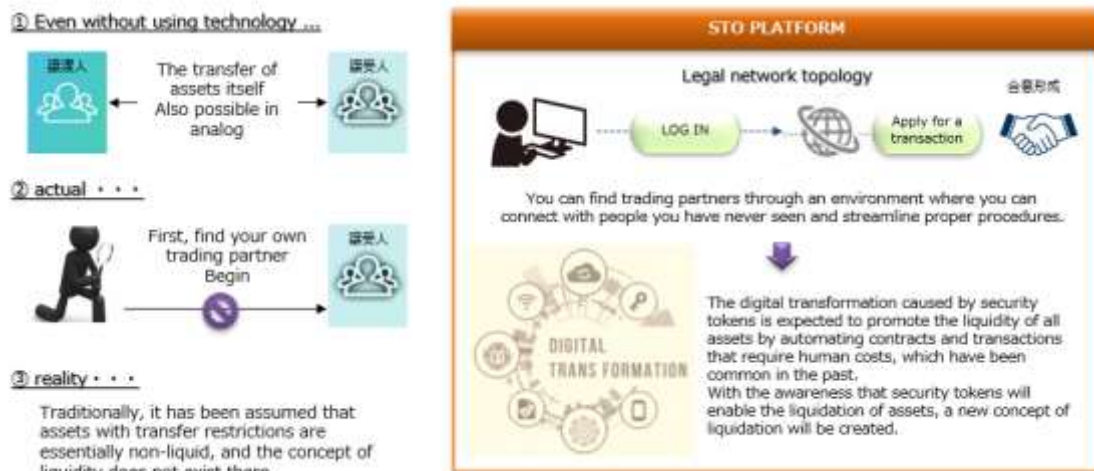 ① Even without using technology ...
譲渡人
The transfer of
assets itself
Also possible in
analog
譲受人
② actual ・ ・ ・
First, find your own
trading partner
Begin
譲受人
③ reality・・・
Traditionally, it has been assumed that
assets with transfer restrictions are
essentially non-liquid, and the concept of
liquidity does not exist there
STO PLATFORM
Legal network topology
合意形成
LOG IN
Apply for a
transaction
You can find trading partners through an environment where you can
connect with people you have never seen and streamline proper procedures.
DIGITAL
TRANS FORMATION
The digital transformation caused by security
tokens is expected to promote the liquidity of all
assets by automating contracts and transactions
that require human costs, which have been
common in the past.
With the awareness that security tokens will
enable the liquidation of assets, a new concept of
liquidation will be created.